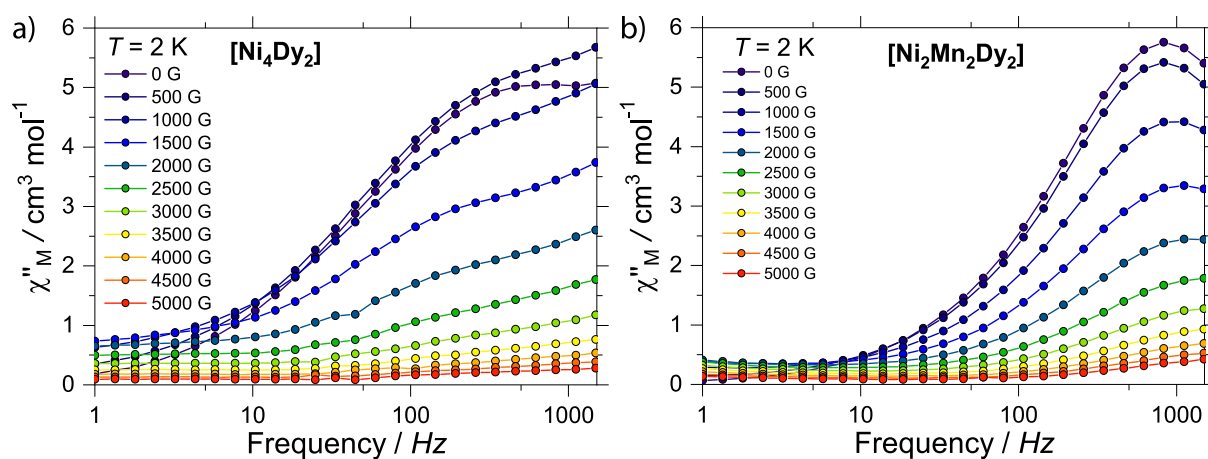 a)
T = 2 K
[Ni4Dy2]
0 G
500 G
1000 G
1500 G
2000 G
2500 G
3000 G
3500 G
4000 G
4500 G
5000 G
χ"M / cm³ mol⁻¹
6
5
4
3
2
1
0
1
10
100
1000
Frequency / Hz
b)
T = 2 K
[Ni2Mn2Dy2]
0 G
500 G
1000 G
1500 G
2000 G
2500 G
3000 G
3500 G
4000 G
4500 G
5000 G
χ"M / cm³ mol⁻¹
6
5
4
3
2
1
0
1
10
100
1000
Frequency / Hz